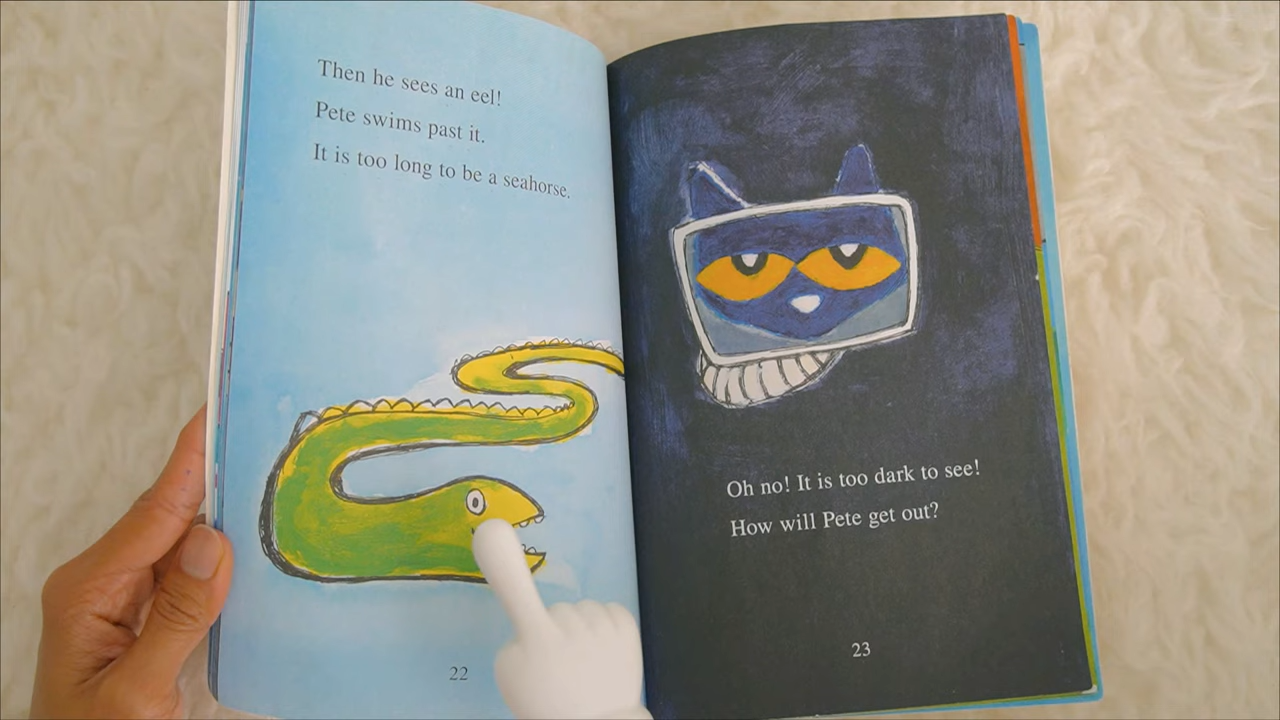 Then he sees an eel!
Pete swims past it.
It is too long to be a seahorse.
22
Oh no! It is too dark to see!
How will Pete get out?
23